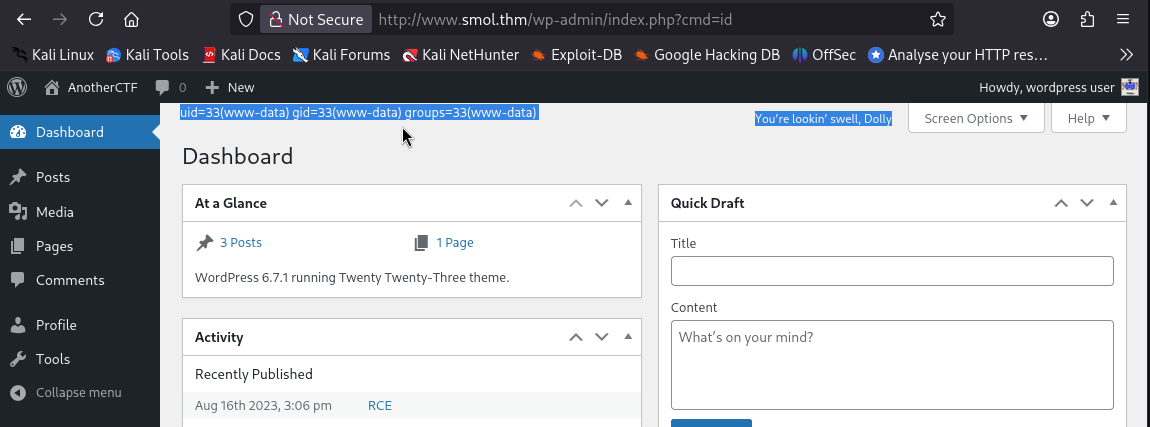 Not Secure http://www.smol.thm/wp-admin/index.php?cmd=id
Kali Linux Kali Tools Kali Docs Kali Forums Kali NetHunter Exploit-DB Google Hacking DB OffSec Analyse your HTTP res…
AnotherCTF 0 New Howdy, wordpress user
uid=33(www-data) gid=33(www-data) groups=33(www-data)
You’re lookin’ swell, Dolly Screen Options Help
Dashboard
Posts
Media
Pages
Comments
Profile
Tools
Collapse menu
Dashboard
At a Glance
3 Posts 1 Page
WordPress 6.7.1 running Twenty Twenty-Three theme.
Activity
Recently Published
Aug 16th 2023, 3:06 pm RCE
Quick Draft
Title
Content
What’s on your mind?